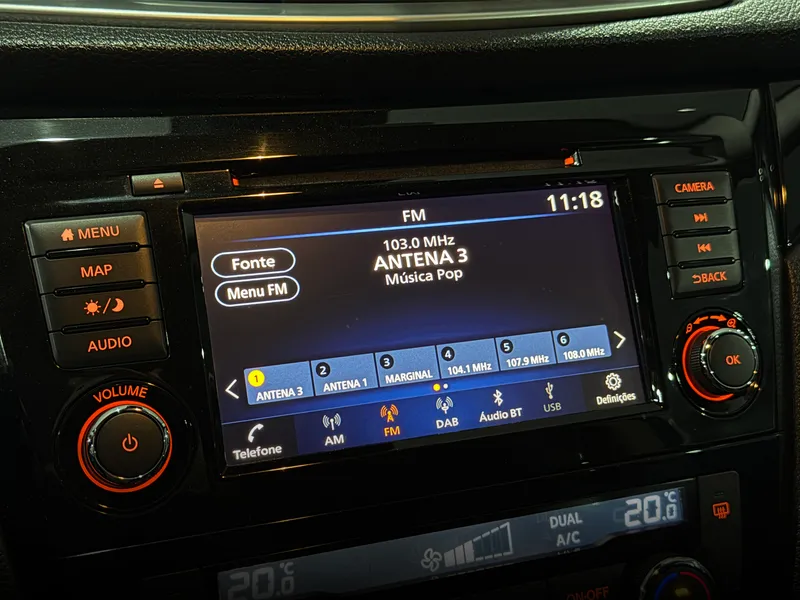 FM
11:18
103.0 MHz
ANTENA 3
Música Pop
Fonte
Menu FM
1 ANTENA 3
2 ANTENA 1
3 MARGINAL
4 104.1 MHz
5 107.9 MHz
6 108.0 MHz
Telefone
AM
FM
DAB
Áudio BT
USB
Definições
MENU
MAP
AUDIO
VOLUME
CAMERA
BACK
OK
20.0 °C
DUAL
A/C
20.0 °C
ON·OFF